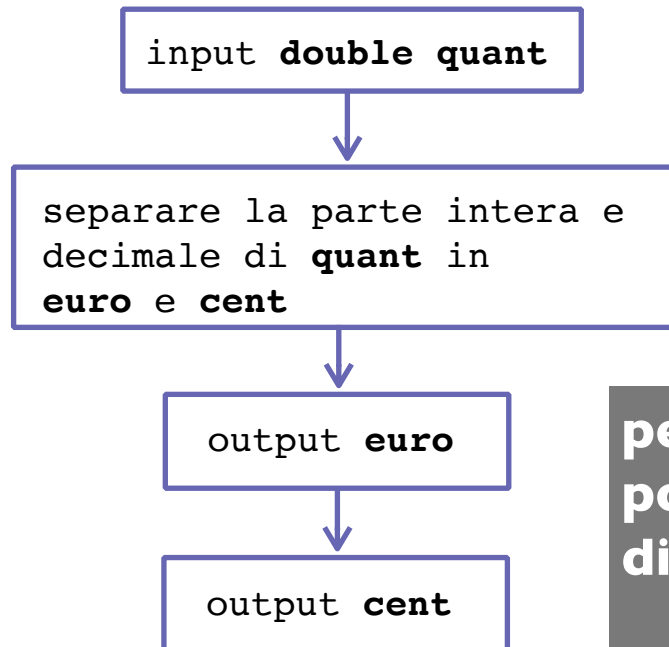 input double quant
separare la parte intera e
decimale di quant in
euro e cent
output euro
output cent